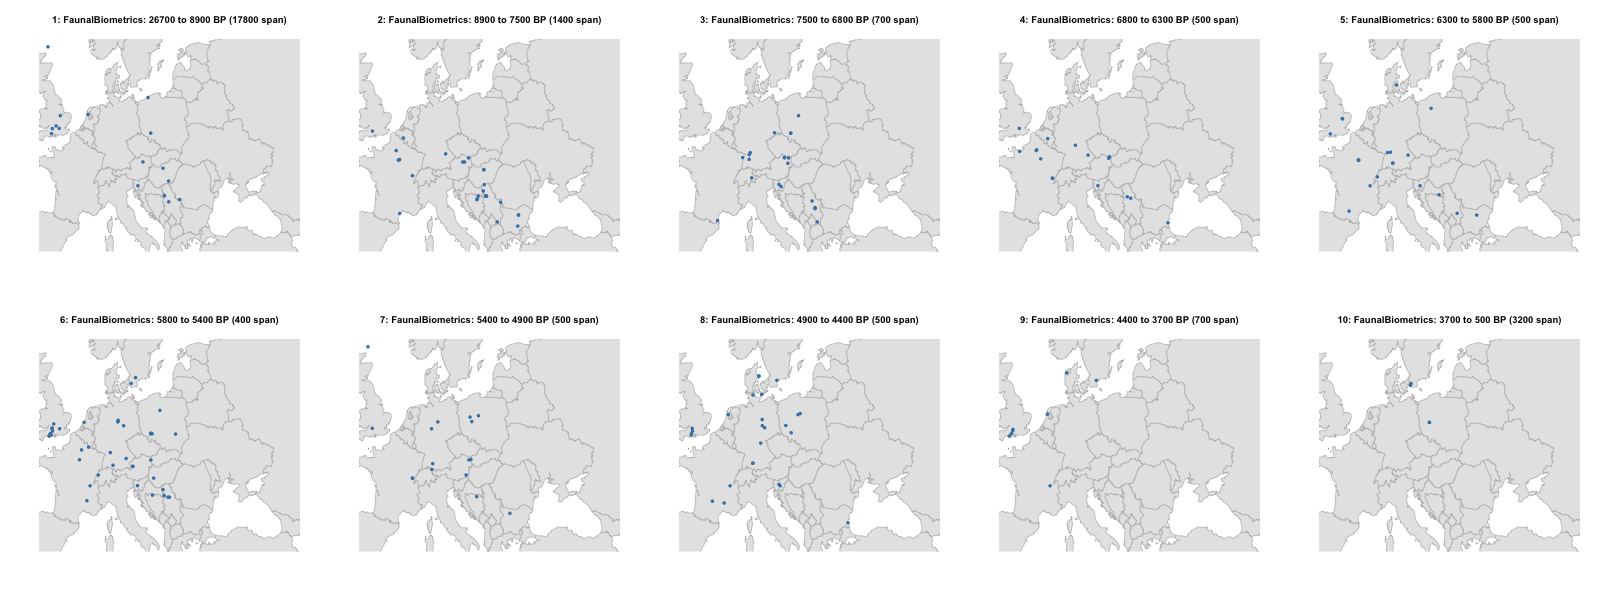 1: FaunalBiometrics: 26700 to 8900 BP (17800 span)
2: FaunalBiometrics: 8900 to 7500 BP (1400 span)
3: FaunalBiometrics: 7500 to 6800 BP (700 span)
4: FaunalBiometrics: 6800 to 6300 BP (500 span)
5: FaunalBiometrics: 6300 to 5800 BP (500 span)
6: FaunalBiometrics: 5800 to 5400 BP (400 span)
7: FaunalBiometrics: 5400 to 4900 BP (500 span)
8: FaunalBiometrics: 4900 to 4400 BP (500 span)
9: FaunalBiometrics: 4400 to 3700 BP (700 span)
10: FaunalBiometrics: 3700 to 500 BP (3200 span)